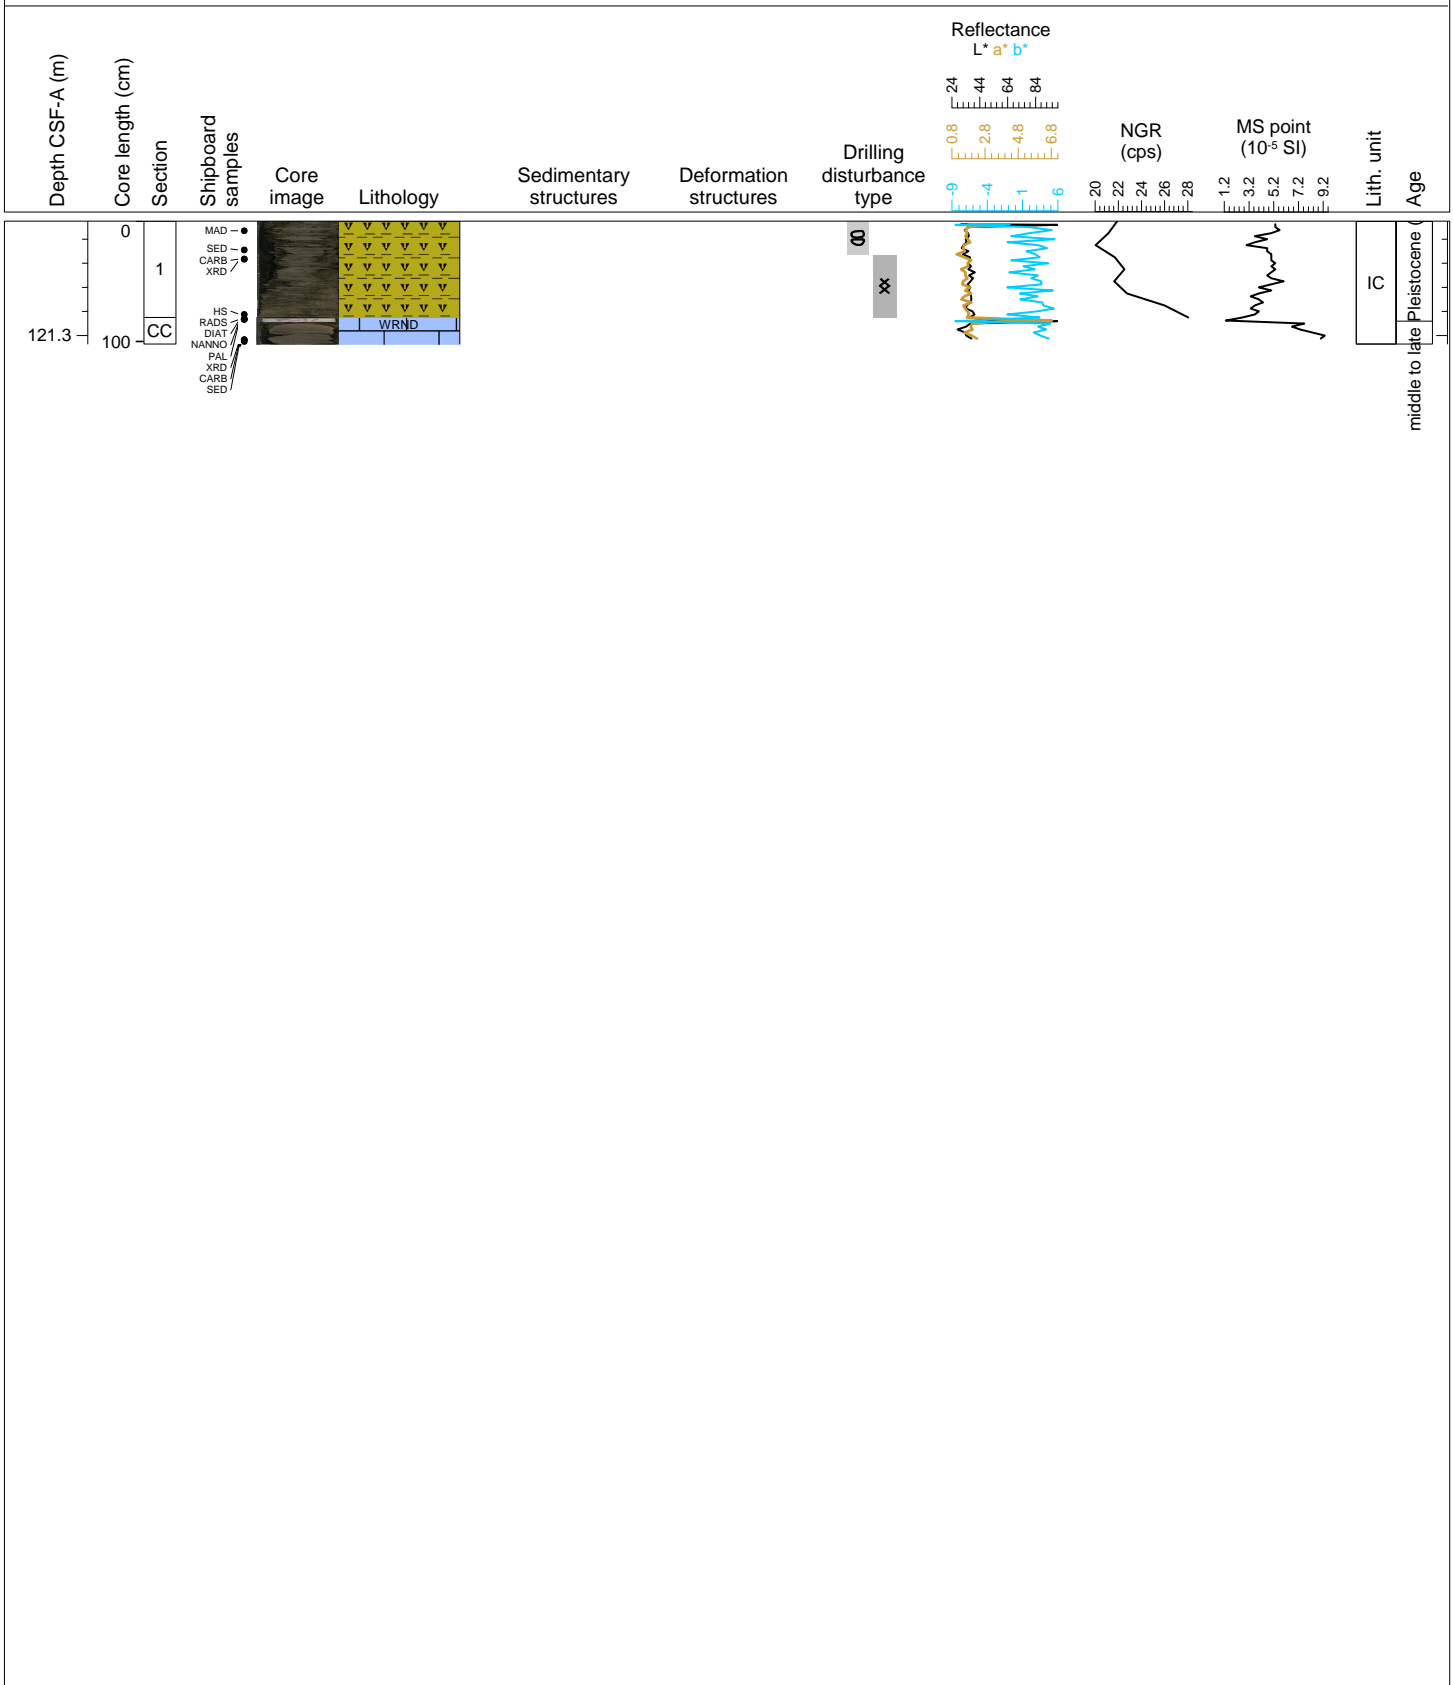 Depth CSF-A (m)
Core length (cm)
Section
Shipboard
samples
Core
image
Lithology
Sedimentary
structures
Deformation
structures
Drilling
disturbance
type
Reflectance
L* a* b*
24 44 64 84
0.8 2.8 4.8 6.8
-9 -4 1 6
NGR
(cps)
20 22 24 26 28
MS point
(10-5 SI)
1.2 3.2 5.2 7.2 9.2
Lith. unit
Age
121.3
0
100
1
CC
MAD
SED
CARB
XRD
HS
RADS
DIAT
NANNO
PAL
XRD
CARB
SED
WRND
IC
middle to late Pleistocene (